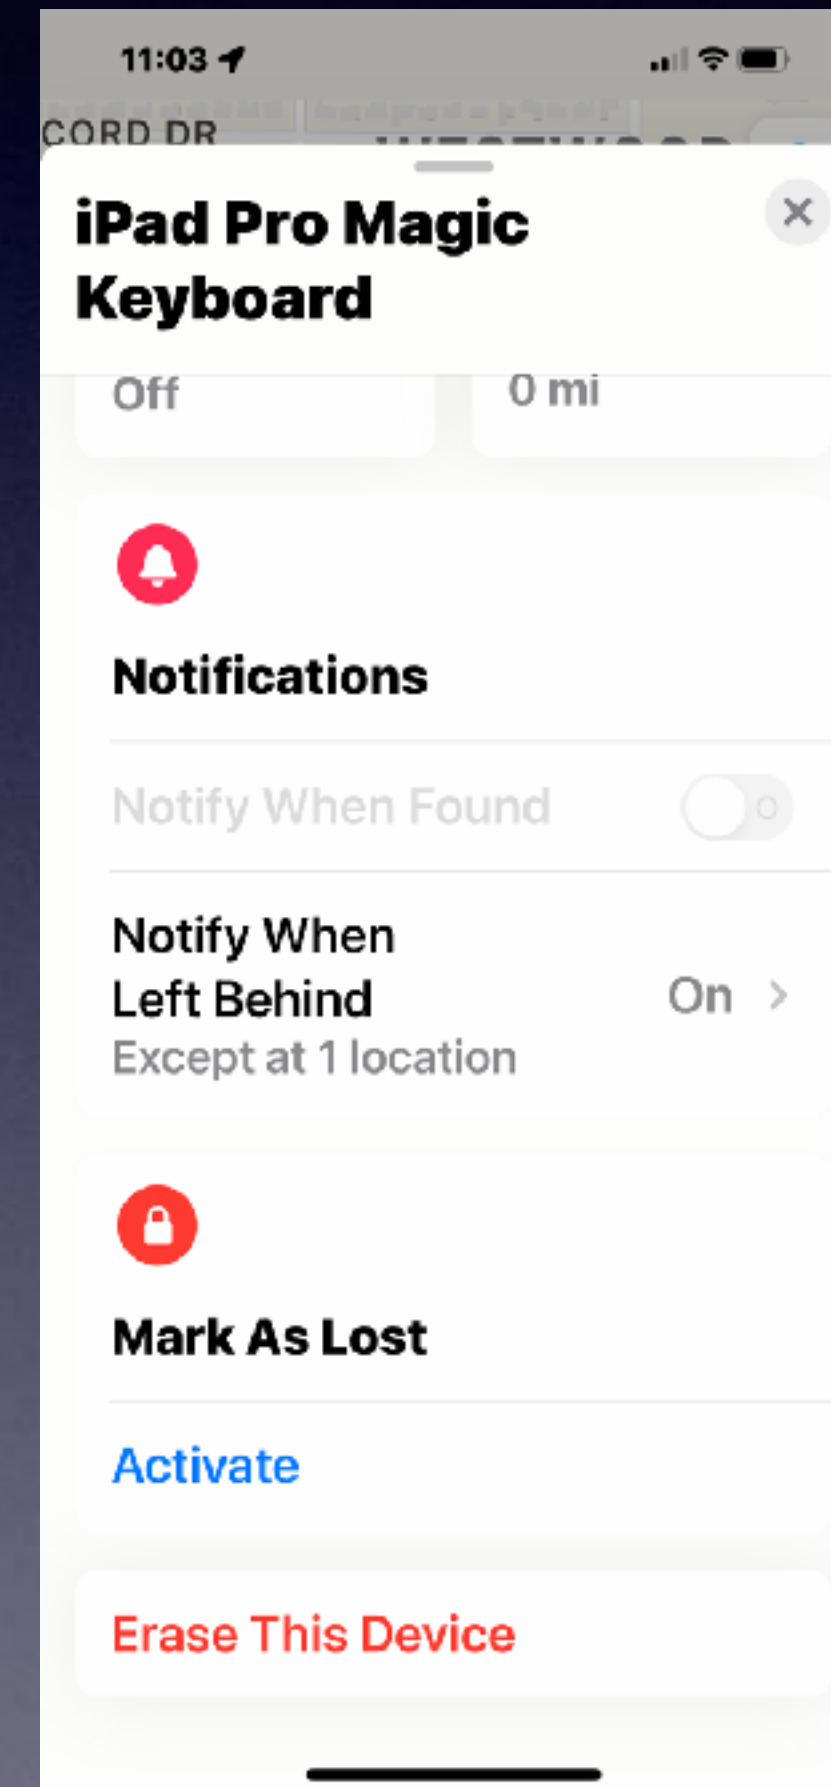 11:03
CORD DR
iPad Pro Magic
Keyboard
Off
0 mi
Notifications
Notify When Found
Notify When
Left Behind
On
Except at 1 location
Mark As Lost
Activate
Erase This Device